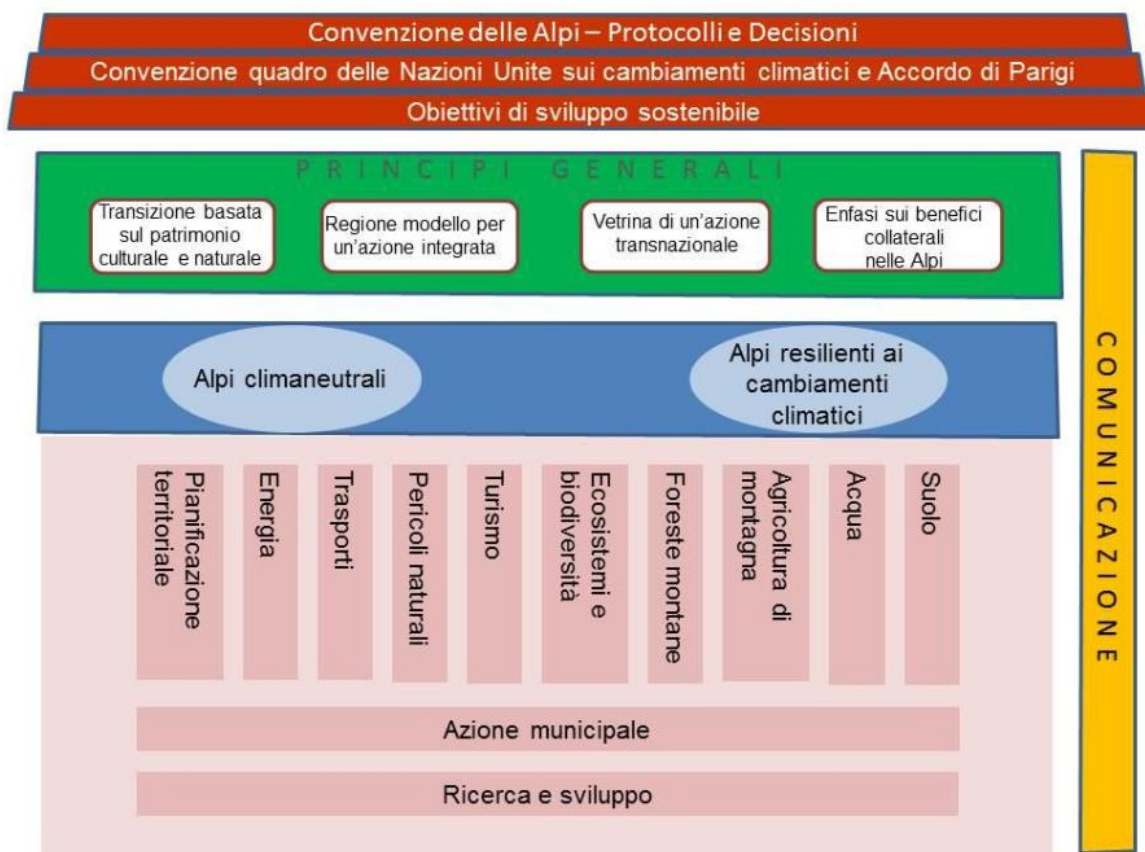 Convenzione delle Alpi – Protocolli e Decisioni
Convenzione quadro delle Nazioni Unite sui cambiamenti climatici e Accordo di Parigi
Obiettivi di sviluppo sostenibile
PRINCIPI GENERALI
Transizione basata
sul patrimonio
culturale e naturale
Regione modello per
un'azione integrata
Vetrina di un'azione
transnazionale
Enfasi sui benefici
collaterali
nelle Alpi
Alpi climaneutrali
Alpi resilienti ai
cambiamenti
climatici
Pianificazione
territoriale
Energia
Trasporti
Pericoli naturali
Turismo
Ecosistemi e
biodiversità
Foreste montane
Agricoltura di
montagna
Acqua
Suolo
Azione municipale
Ricerca e sviluppo
COMUNICAZIONE